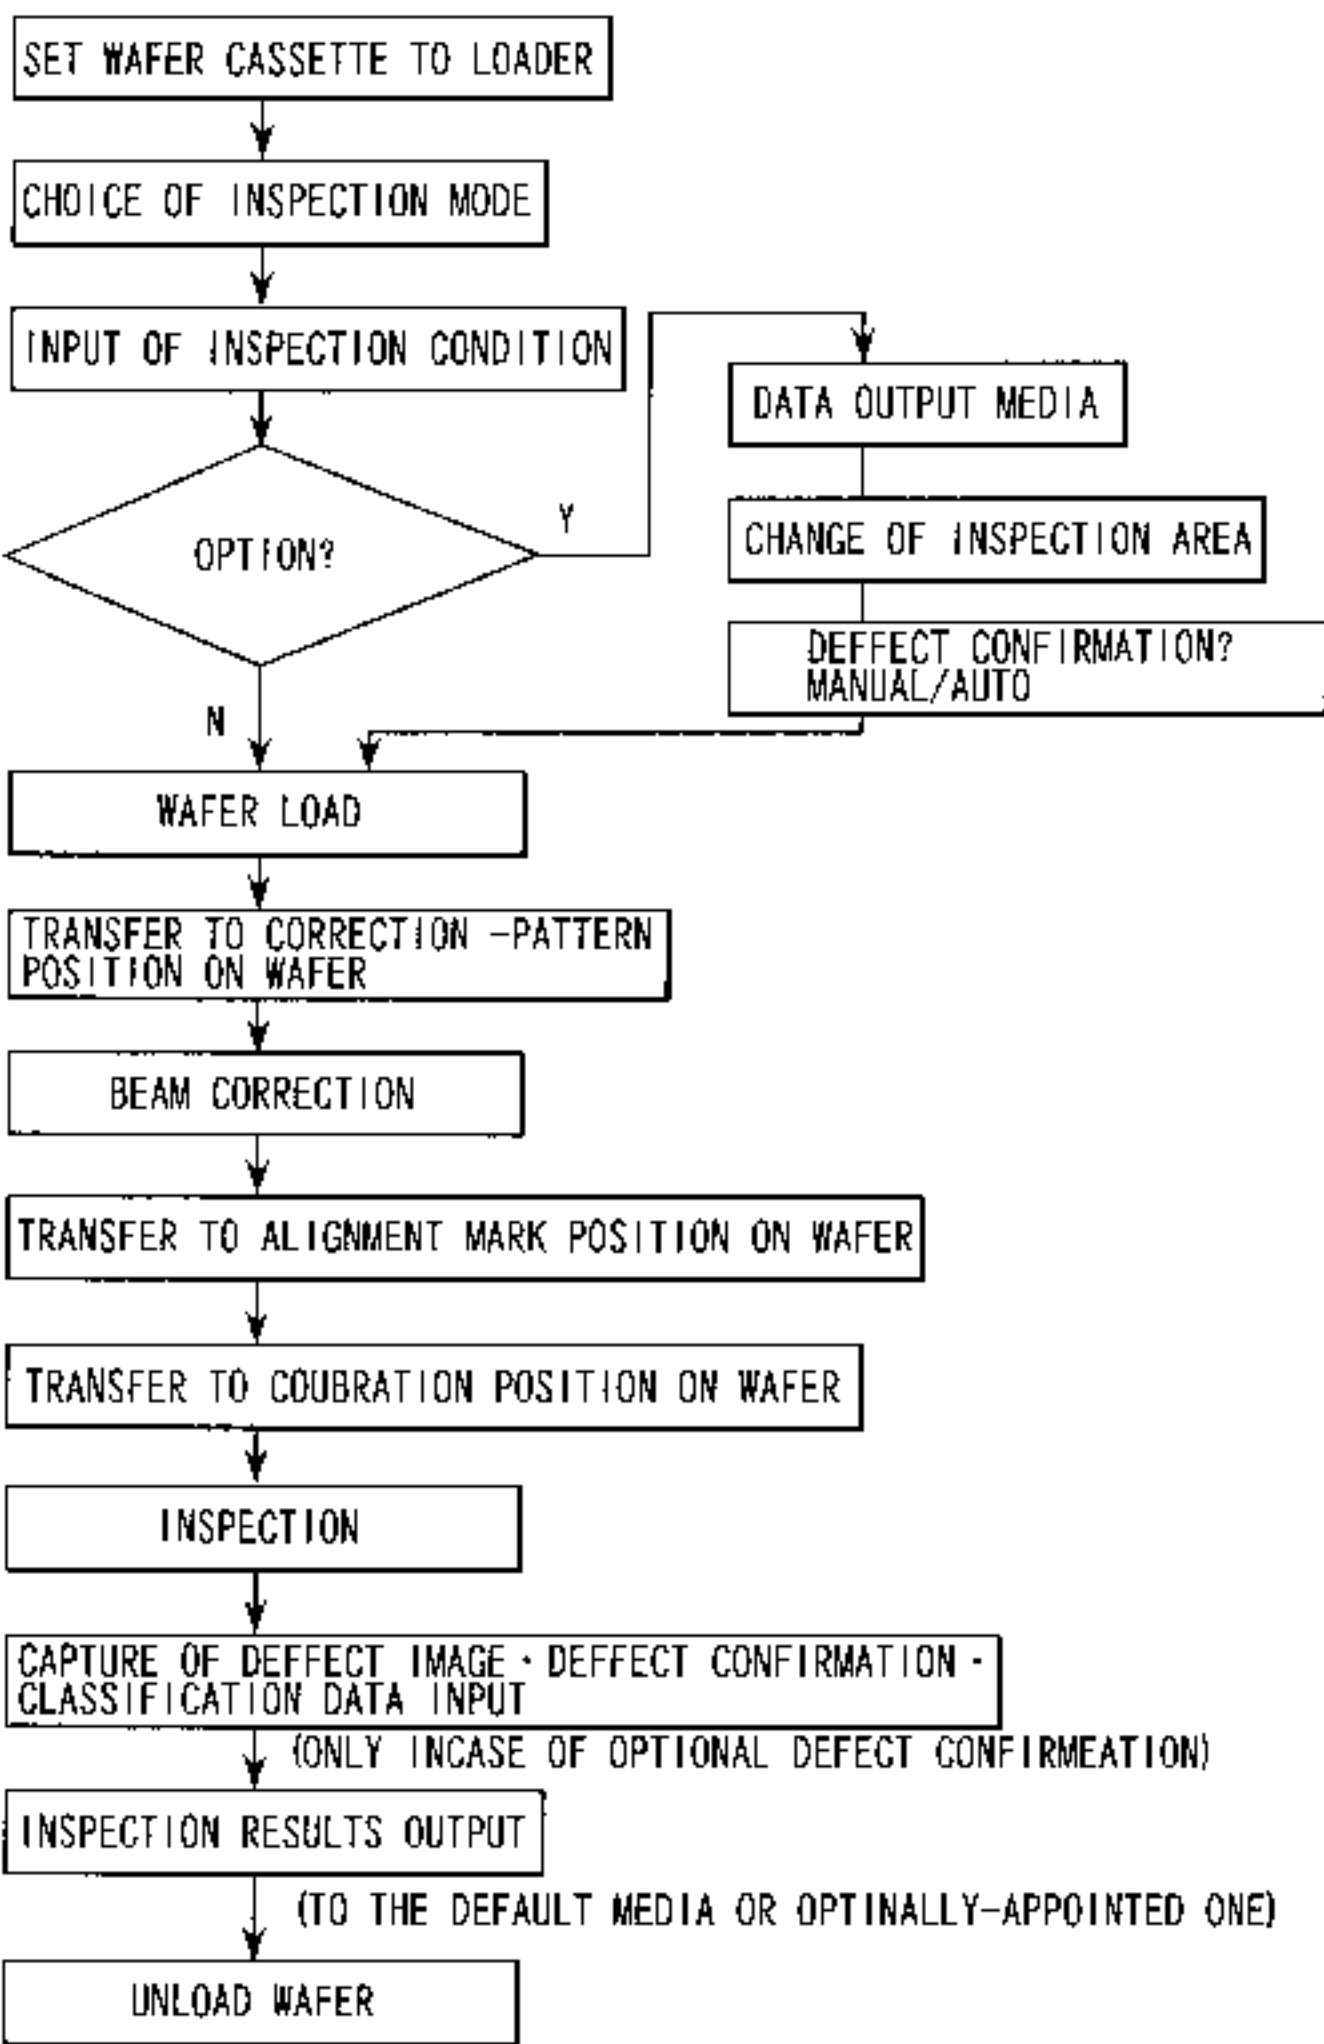 SET WAFER CASSETTE TO LOADER
CHOICE OF INSPECTION MODE
INPUT OF INSPECTION CONDITION
OPTION?
Y
N
DATA OUTPUT MEDIA
CHANGE OF INSPECTION AREA
DEFFECT CONFIRMATION?
MANUAL/AUTO
WAFER LOAD
TRANSFER TO CORRECTION -PATTERN
POSITION ON WAFER
BEAM CORRECTION
TRANSFER TO ALIGNMENT MARK POSITION ON WAFER
TRANSFER TO COUBRATION POSITION ON WAFER
INSPECTION
CAPTURE OF DEFFECT IMAGE・DEFFECT CONFIRMATION・
CLASSIFICATION DATA INPUT
(ONLY INCASE OF OPTIONAL DEFECT CONFIRMEATION)
INSPECTION RESULTS OUTPUT
(TO THE DEFAULT MEDIA OR OPTINALLY-APPOINTED ONE)
UNLOAD WAFER